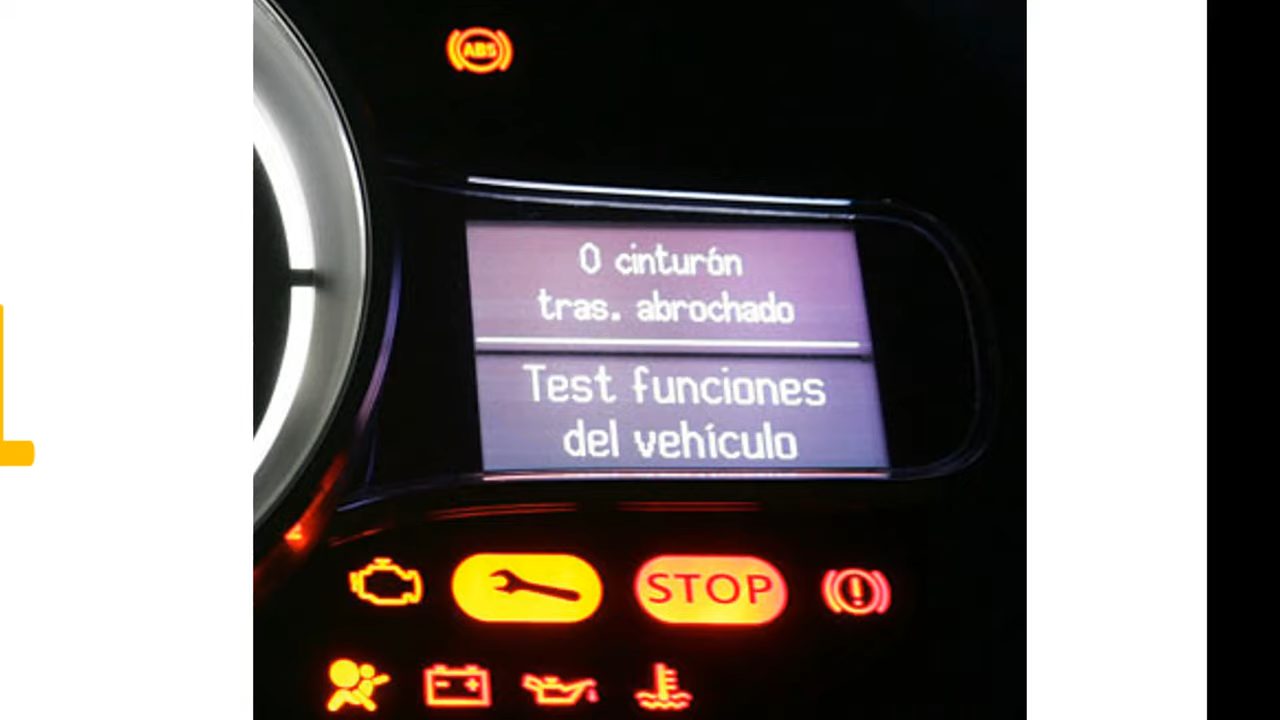 ABS
0 cinturón
tras. abrochado
Test funciones
del vehículo
STOP